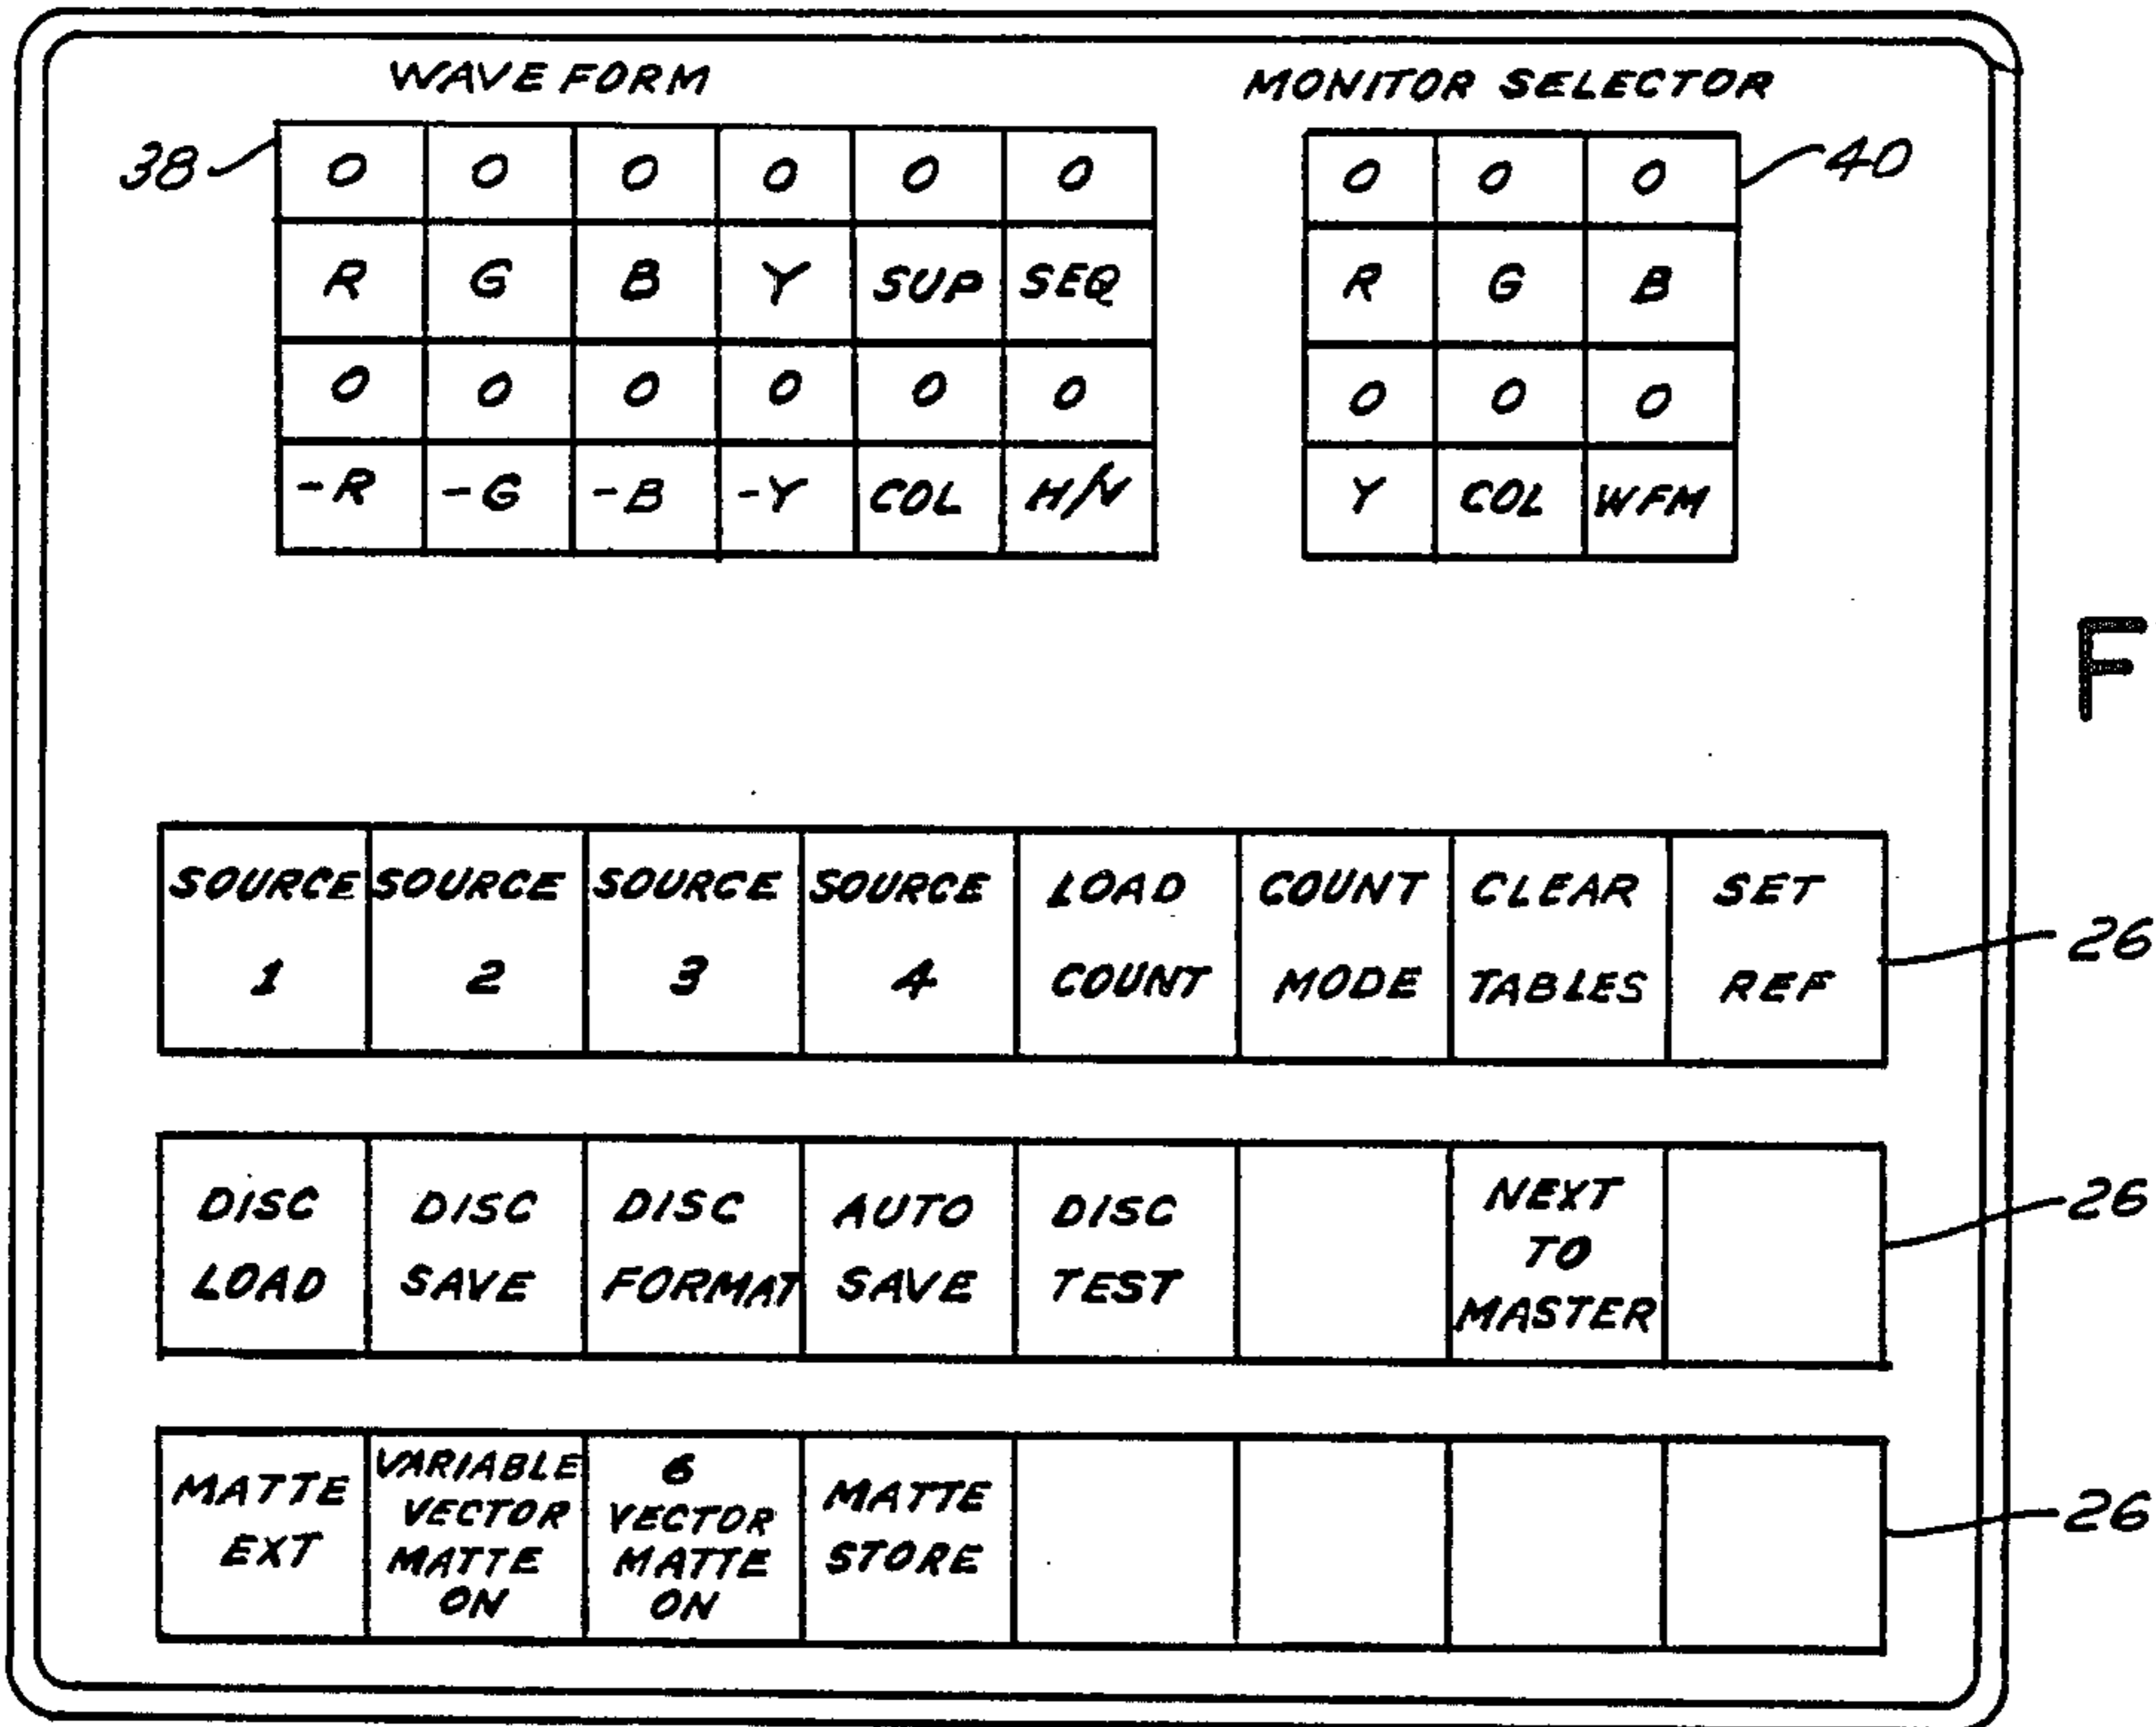 WAVE FORM
MONITOR SELECTOR
38
0 0 0 0 0 0
R G B Y SUP SEQ
0 0 0 0 0 0
-R -G -B -Y COL H/V
0 0 0
40
R G B
0 0 0
Y COL WFM
F
SOURCE 1
SOURCE 2
SOURCE 3
SOURCE 4
LOAD COUNT
COUNT MODE
CLEAR TABLES
SET REF
26
DISC LOAD
DISC SAVE
DISC FORMAT
AUTO SAVE
DISC TEST
NEXT TO MASTER
26
MATTE EXT
VARIABLE VECTOR MATTE ON
6 VECTOR MATTE ON
MATTE STORE
26